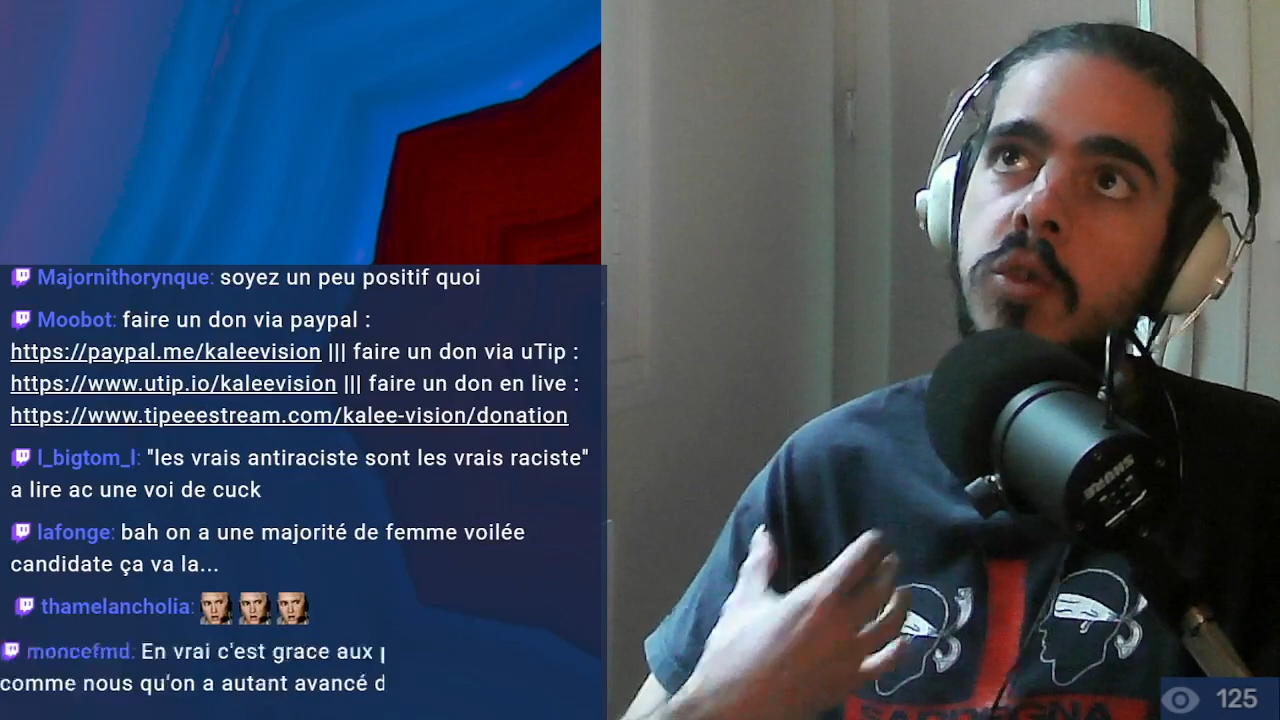 Majornithorynque: soyez un peu positif quoi
Moobot: faire un don via paypal :
https://paypal.me/kaleevision ||| faire un don via uTip :
https://www.utip.io/kaleevision ||| faire un don en live :
https://www.tipeeestream.com/kalee-vision/donation
l_bigtom_l: "les vrais antiraciste sont les vrais raciste"
a lire ac une voi de cuck
lafonge: bah on a une majorité de femme voilée
candidate ça va la...
thamelancholia:
moncefmd: En vrai c'est grace aux
comme nous qu'on a autant avancé
SHURE
SARDEGNA
125